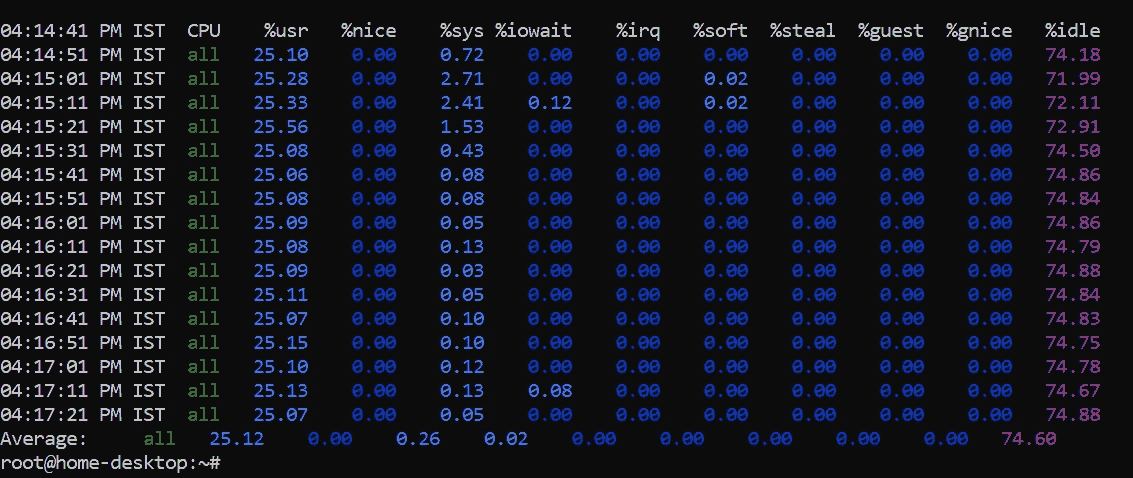 04:14:41 PM IST  CPU    %usr   %nice    %sys %iowait    %irq   %soft  %steal  %guest  %gnice   %idle
04:14:51 PM IST  all   25.10    0.00    0.72    0.00    0.00    0.00    0.00    0.00    0.00   74.18
04:15:01 PM IST  all   25.28    0.00    2.71    0.00    0.00    0.02    0.00    0.00    0.00   71.99
04:15:11 PM IST  all   25.33    0.00    2.41    0.12    0.00    0.02    0.00    0.00    0.00   72.11
04:15:21 PM IST  all   25.56    0.00    1.53    0.00    0.00    0.00    0.00    0.00    0.00   72.91
04:15:31 PM IST  all   25.08    0.00    0.43    0.00    0.00    0.00    0.00    0.00    0.00   74.50
04:15:41 PM IST  all   25.06    0.00    0.08    0.00    0.00    0.00    0.00    0.00    0.00   74.86
04:15:51 PM IST  all   25.08    0.00    0.08    0.00    0.00    0.00    0.00    0.00    0.00   74.84
04:16:01 PM IST  all   25.09    0.00    0.05    0.00    0.00    0.00    0.00    0.00    0.00   74.86
04:16:11 PM IST  all   25.08    0.00    0.13    0.00    0.00    0.00    0.00    0.00    0.00   74.79
04:16:21 PM IST  all   25.09    0.00    0.03    0.00    0.00    0.00    0.00    0.00    0.00   74.88
04:16:31 PM IST  all   25.11    0.00    0.05    0.00    0.00    0.00    0.00    0.00    0.00   74.84
04:16:41 PM IST  all   25.07    0.00    0.10    0.00    0.00    0.00    0.00    0.00    0.00   74.83
04:16:51 PM IST  all   25.15    0.00    0.10    0.00    0.00    0.00    0.00    0.00    0.00   74.75
04:17:01 PM IST  all   25.10    0.00    0.12    0.00    0.00    0.00    0.00    0.00    0.00   74.78
04:17:11 PM IST  all   25.13    0.00    0.13    0.08    0.00    0.00    0.00    0.00    0.00   74.67
04:17:21 PM IST  all   25.07    0.00    0.05    0.00    0.00    0.00    0.00    0.00    0.00   74.88
Average:     all   25.12    0.00    0.26    0.02    0.00    0.00    0.00    0.00    0.00   74.60
root@home-desktop:~#